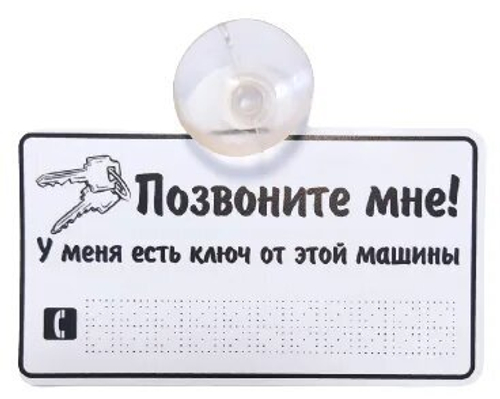 Позвоните мне!
У меня есть ключ от этой машины